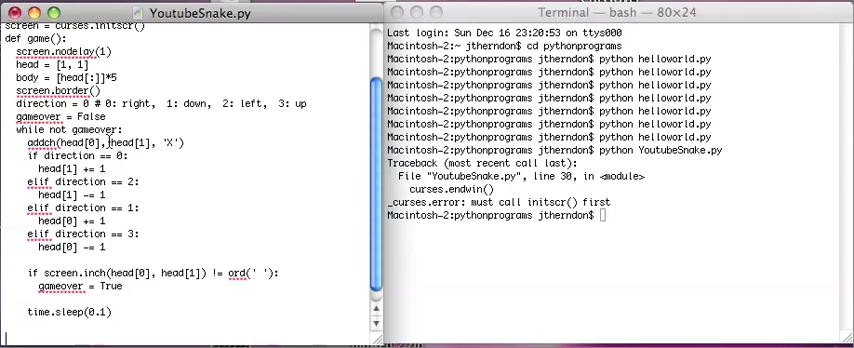 YoutubeSnake.py
screen = curses.initscr()
def game():
screen.nodelay(1)
head = [1, 1]
body = [head[:]]*5
screen.border()
direction = 0 # 0: right, 1: down, 2: left, 3: up
gameover = False
while not gameover:
addch(head[0], head[1], 'X')
if direction == 0:
head[1] += 1
elif direction == 2:
head[1] -= 1
elif direction == 1:
head[0] += 1
elif direction == 3:
head[0] -= 1
if screen.inch(head[0], head[1]) != ord(' '):
gameover = True
time.sleep(0.1)
Terminal — bash — 80×24
Last login: Sun Dec 16 23:20:53 on ttys000
Macintosh-2:~ jtherndon$ cd pythonprograms
Macintosh-2:pythonprograms jtherndon$ python helloworld.py
Macintosh-2:pythonprograms jtherndon$ python helloworld.py
Macintosh-2:pythonprograms jtherndon$ python helloworld.py
Macintosh-2:pythonprograms jtherndon$ python helloworld.py
Macintosh-2:pythonprograms jtherndon$ python helloworld.py
Macintosh-2:pythonprograms jtherndon$ python helloworld.py
Macintosh-2:pythonprograms jtherndon$ python helloworld.py
Macintosh-2:pythonprograms jtherndon$ python YoutubeSnake.py
Traceback (most recent call last):
File "YoutubeSnake.py", line 30, in <module>
curses.endwin()
_curses.error: must call initscr() first
Macintosh-2:pythonprograms jtherndon$